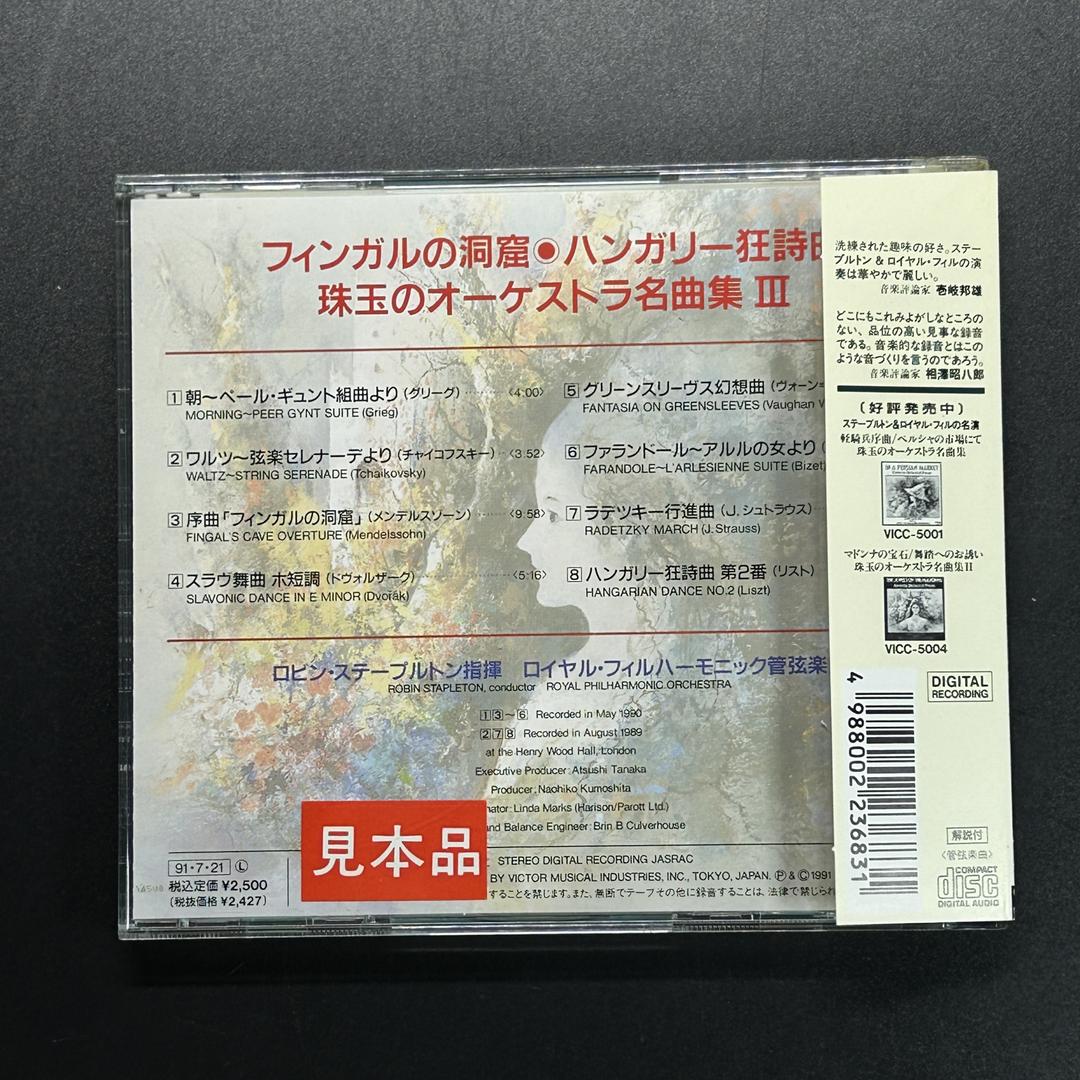 フィンガルの洞窟●ハンガリー狂詩曲
珠玉のオーケストラ名曲集 III
1 朝〜ペール・ギュント組曲より (グリーグ) ……〈4:00〉
MORNING~PEER GYNT SUITE (Grieg)
2 ワルツ〜弦楽セレナーデより (チャイコフスキー) …〈3:52〉
WALTZ~STRING SERENADE (Tchaikovsky)
3 序曲「フィンガルの洞窟」(メンデルスゾーン) ……〈9:58〉
FINGAL'S CAVE OVERTURE (Mendelssohn)
4 スラヴ舞曲 ホ短調 (ドヴォルザーク) ……〈5:16〉
SLAVONIC DANCE IN E MINOR (Dvořák)
5 グリーンスリーヴス幻想曲 (ヴォーン=
FANTASIA ON GREENSLEEVES (Vaughan W
6 ファランドール〜アルルの女より (
FARANDOLE~L'ARLESIENNE SUITE (Bizet)
7 ラデツキー行進曲 (J. シュトラウス)
RADETZKY MARCH (J. Strauss)
8 ハンガリー狂詩曲 第2番 (リスト)
HANGARIAN DANCE NO.2 (Liszt)
ロビン・ステープルトン指揮 ロイヤル・フィルハーモニック管弦楽
ROBIN STAPLETON, conductor ROYAL PHILHARMONIC ORCHESTRA
1 3〜6 Recorded in May 1990
2 7 8 Recorded in August 1989
at the Henry Wood Hall, London
Executive Producer: Atsushi Tanaka
Producer: Naohiko Kumoshita
nator: Linda Marks (Harison/Parott Ltd.)
nd Balance Engineer: Brin B Culverhouse
見本品
91・7・21 L
税込定価 ¥2,500
(税抜価格 ¥2,427)
STEREO DIGITAL RECORDING JASRAC
BY VICTOR MUSICAL INDUSTRIES, INC., TOKYO, JAPAN. Ⓟ & © 1991
することを禁じます。また、無断でテープその他に録音することは、法律で禁じられ
洗練された趣味の好さ。ステー
プルトン & ロイヤル・フィルの演
奏は華やかで麗しい。
音楽評論家 壱岐邦雄
どこにもこれみよがしなところの
ない、品位の高い見事な録音
である。音楽的な録音とはこの
ような音づくりを言うのであろう。
音楽評論家 相澤昭八郎
(好評発売中)
ステープルトン&ロイヤル・フィルの名演
軽騎兵序曲/ペルシャの市場にて
珠玉のオーケストラ名曲集
IN A PERSIAN MARKET
VICC-5001
マドンナの宝石/舞踏へのお誘い
珠玉のオーケストラ名曲集II
VICC-5004
DIGITAL
RECORDING
4 988002 236831
解説付
〈管弦楽曲〉
COMPACT
disc
DIGITAL AUDIO